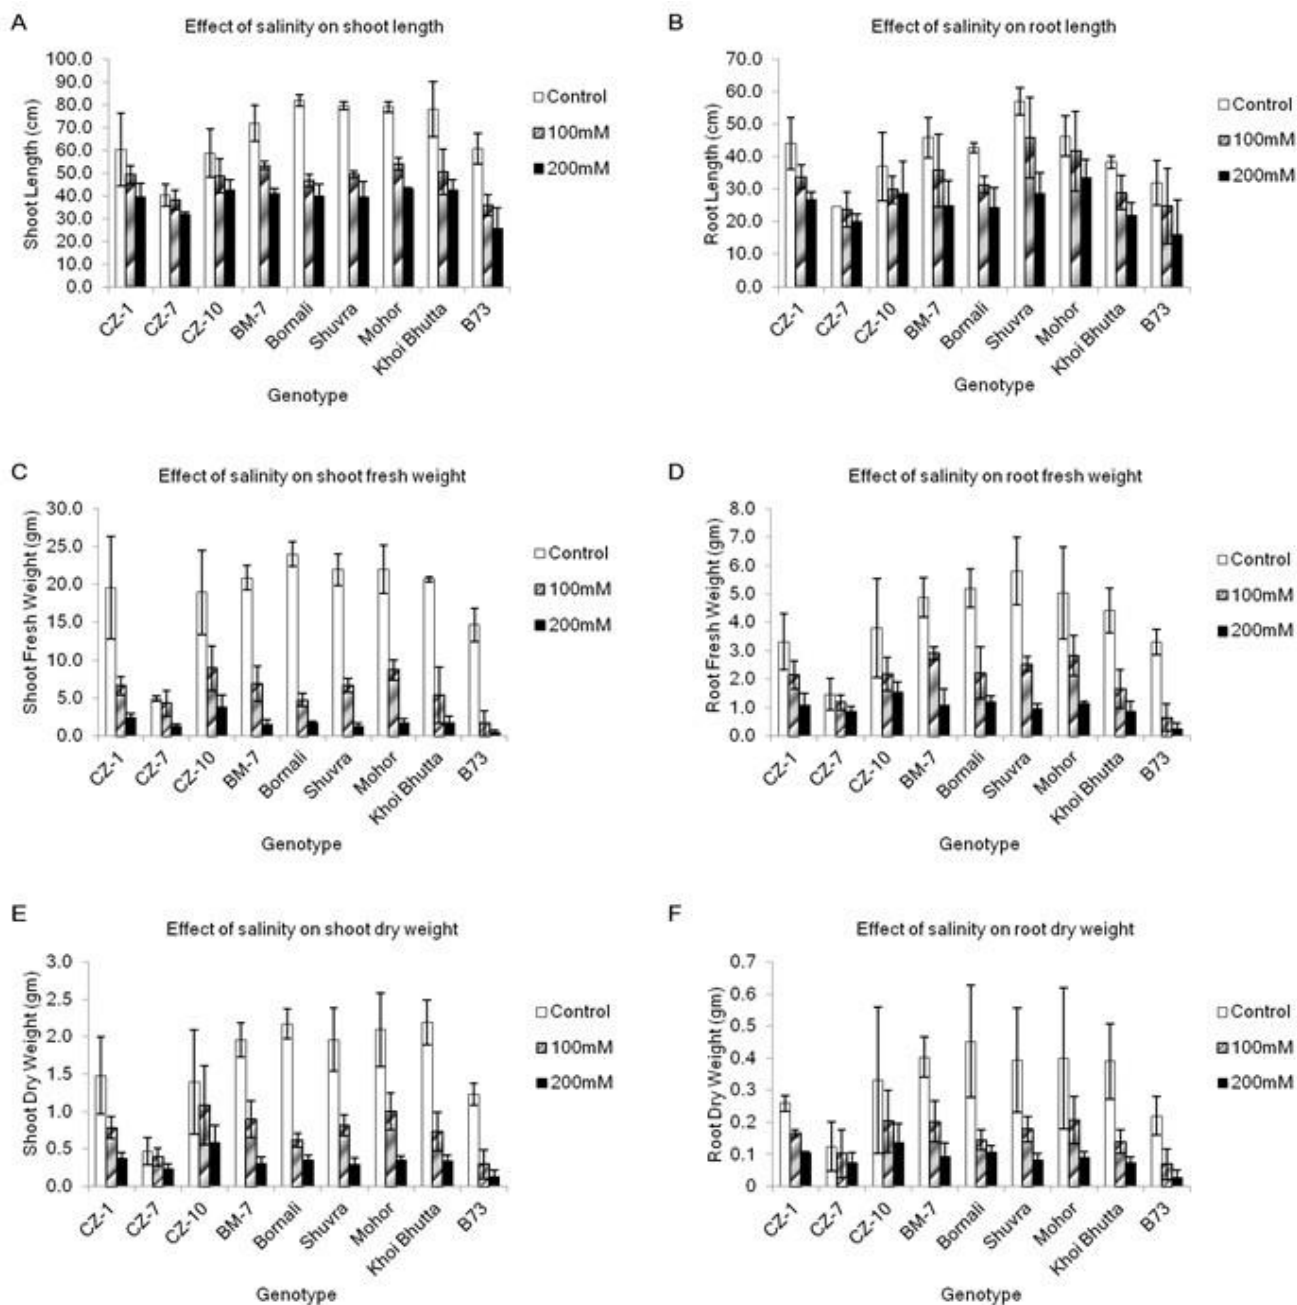 A
Effect of salinity on shoot length
100.0
90.0
80.0
70.0
60.0
50.0
40.0
30.0
20.0
10.0
0.0
Shoot Length (cm)
Control
100mM
200mM
CZ-1
CZ-7
CZ-10
BM-7
Bornali
Shuvra
Mohor
Khoi Bhutta
B73
Genotype
B
Effect of salinity on root length
70.0
60.0
50.0
40.0
30.0
20.0
10.0
0.0
Root Length (cm)
Control
100mM
200mM
CZ-1
CZ-7
CZ-10
BM-7
Bornali
Shuvra
Mohor
Khoi Bhutta
B73
Genotype
C
Effect of salinity on shoot fresh weight
30.0
25.0
20.0
15.0
10.0
5.0
0.0
Shoot Fresh Weight (gm)
Control
100mM
200mM
CZ-1
CZ-7
CZ-10
BM-7
Bornali
Shuvra
Mohor
Khoi Bhutta
B73
Genotype
D
Effect of salinity on root fresh weight
8.0
7.0
6.0
5.0
4.0
3.0
2.0
1.0
0.0
Root Fresh Weight (gm)
Control
100mM
200mM
CZ-1
CZ-7
CZ-10
BM-7
Bornali
Shuvra
Mohor
Khoi Bhutta
B73
Genotype
E
Effect of salinity on shoot dry weight
3.0
2.5
2.0
1.5
1.0
0.5
0.0
Shoot Dry Weight (gm)
Control
100mM
200mM
CZ-1
CZ-7
CZ-10
BM-7
Bornali
Shuvra
Mohor
Khoi Bhutta
B73
Genotype
F
Effect of salinity on root dry weight
0.7
0.6
0.5
0.4
0.3
0.2
0.1
0
Root Dry Weight (gm)
Control
100mM
200mM
CZ-1
CZ-7
CZ-10
BM-7
Bornali
Shuvra
Mohor
Khoi Bhutta
B73
Genotype